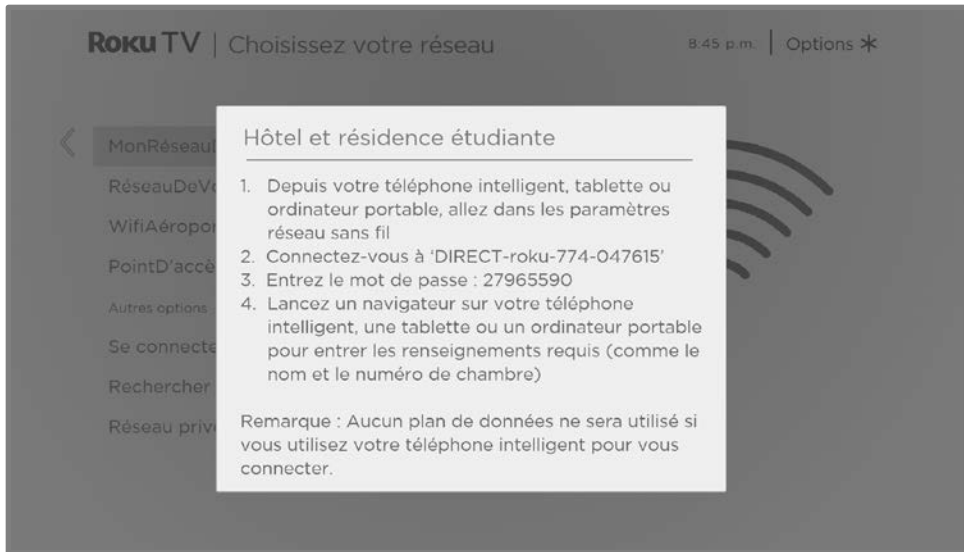 Roku TV | Choisissez votre réseau
8:45 p.m. | Options *
Hôtel et résidence étudiante
MonRéseau
RéseauDeV
WifiAéropor
PointD'accè
Autres options
Se connecte
Rechercher
Réseau priv
1. Depuis votre téléphone intelligent, tablette ou
ordinateur portable, allez dans les paramètres
réseau sans fil
2. Connectez-vous à 'DIRECT-roku-774-047615'
3. Entrez le mot de passe : 27965590
4. Lancez un navigateur sur votre téléphone
intelligent, une tablette ou un ordinateur portable
pour entrer les renseignements requis (comme le
nom et le numéro de chambre)
Remarque : Aucun plan de données ne sera utilisé si
vous utilisez votre téléphone intelligent pour vous
connecter.